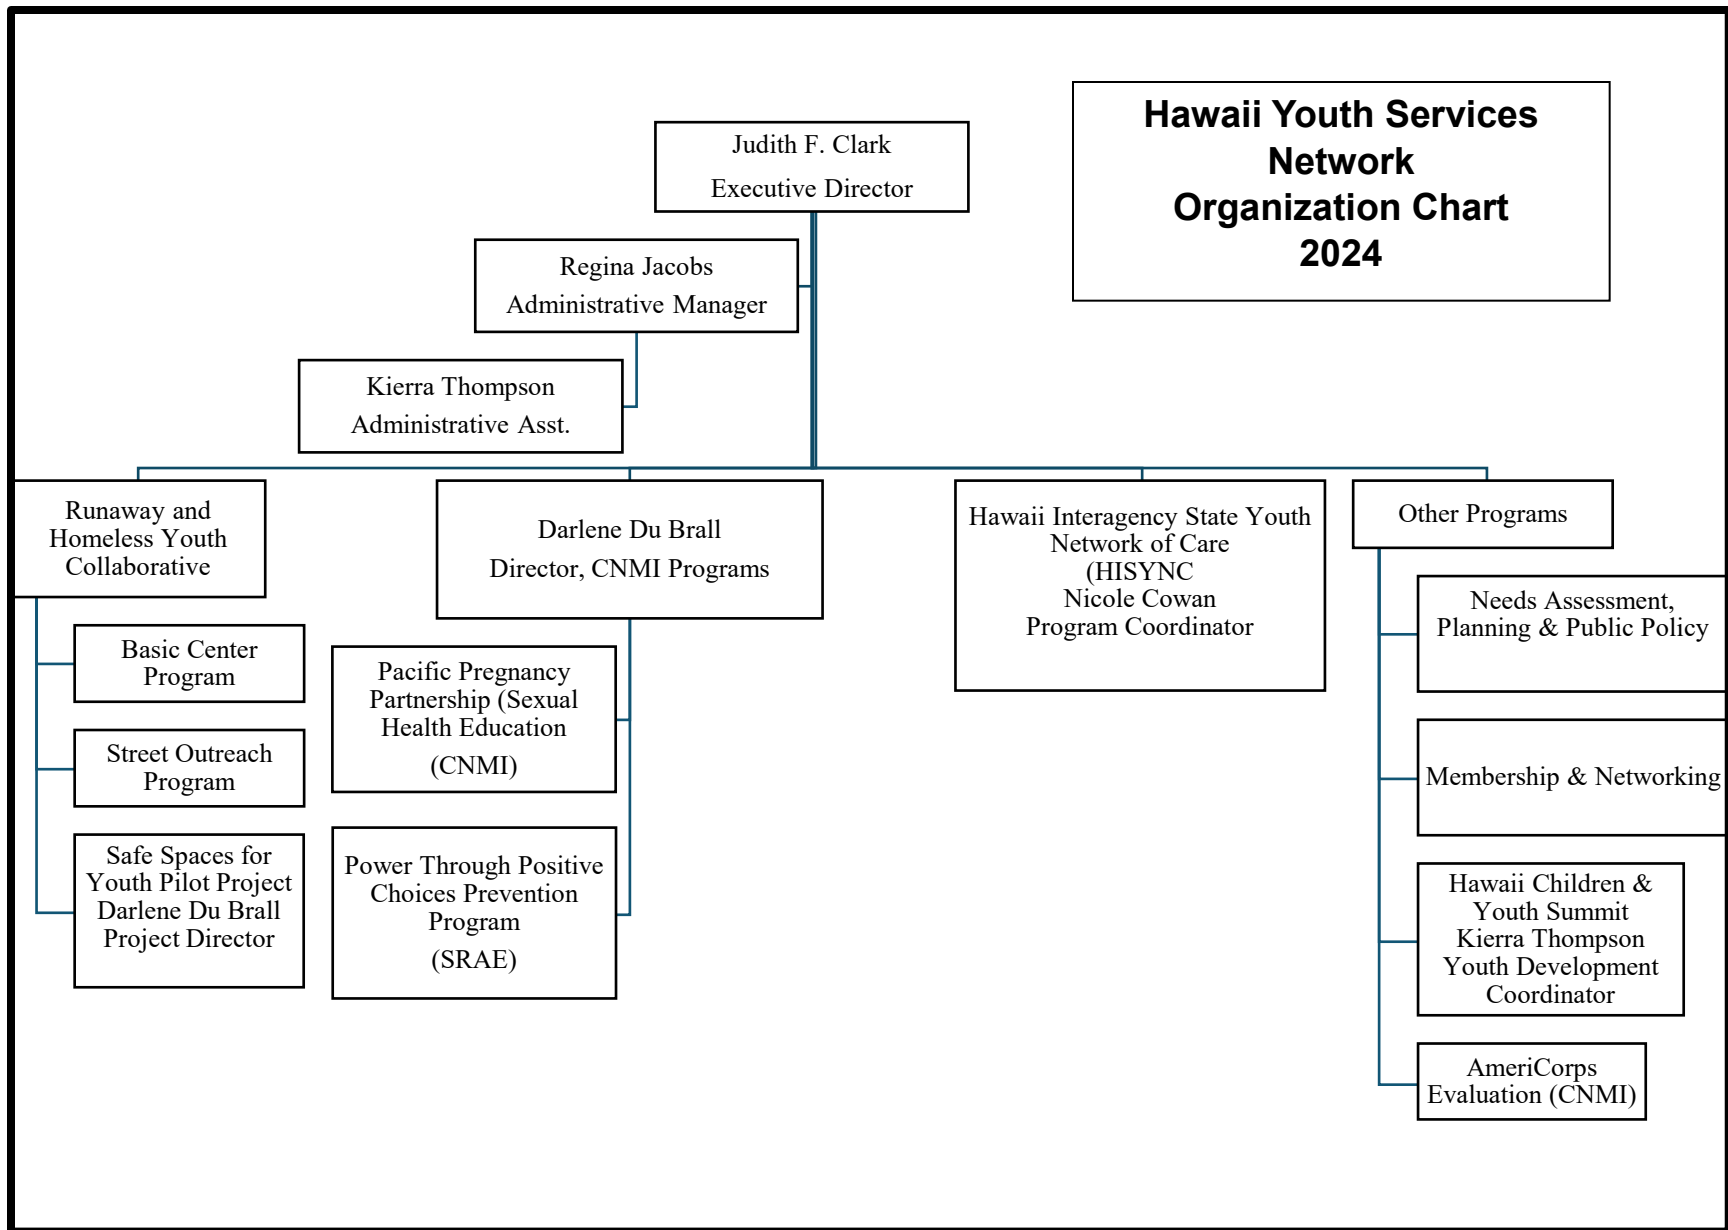 Hawaii Youth Services
Network
Organization Chart
2024
Judith F. Clark
Executive Director
Regina Jacobs
Administrative Manager
Kierra Thompson
Administrative Asst.
Runaway and
Homeless Youth
Collaborative
Basic Center
Program
Street Outreach
Program
Safe Spaces for
Youth Pilot Project
Darlene Du Brall
Project Director
Darlene Du Brall
Director, CNMI Programs
Pacific Pregnancy
Partnership (Sexual
Health Education
(CNMI)
Power Through Positive
Choices Prevention
Program
(SRAE)
Hawaii Interagency State Youth
Network of Care
(HISYNC
Nicole Cowan
Program Coordinator
Other Programs
Needs Assessment,
Planning & Public Policy
Membership & Networking
Hawaii Children &
Youth Summit
Kierra Thompson
Youth Development
Coordinator
AmeriCorps
Evaluation (CNMI)